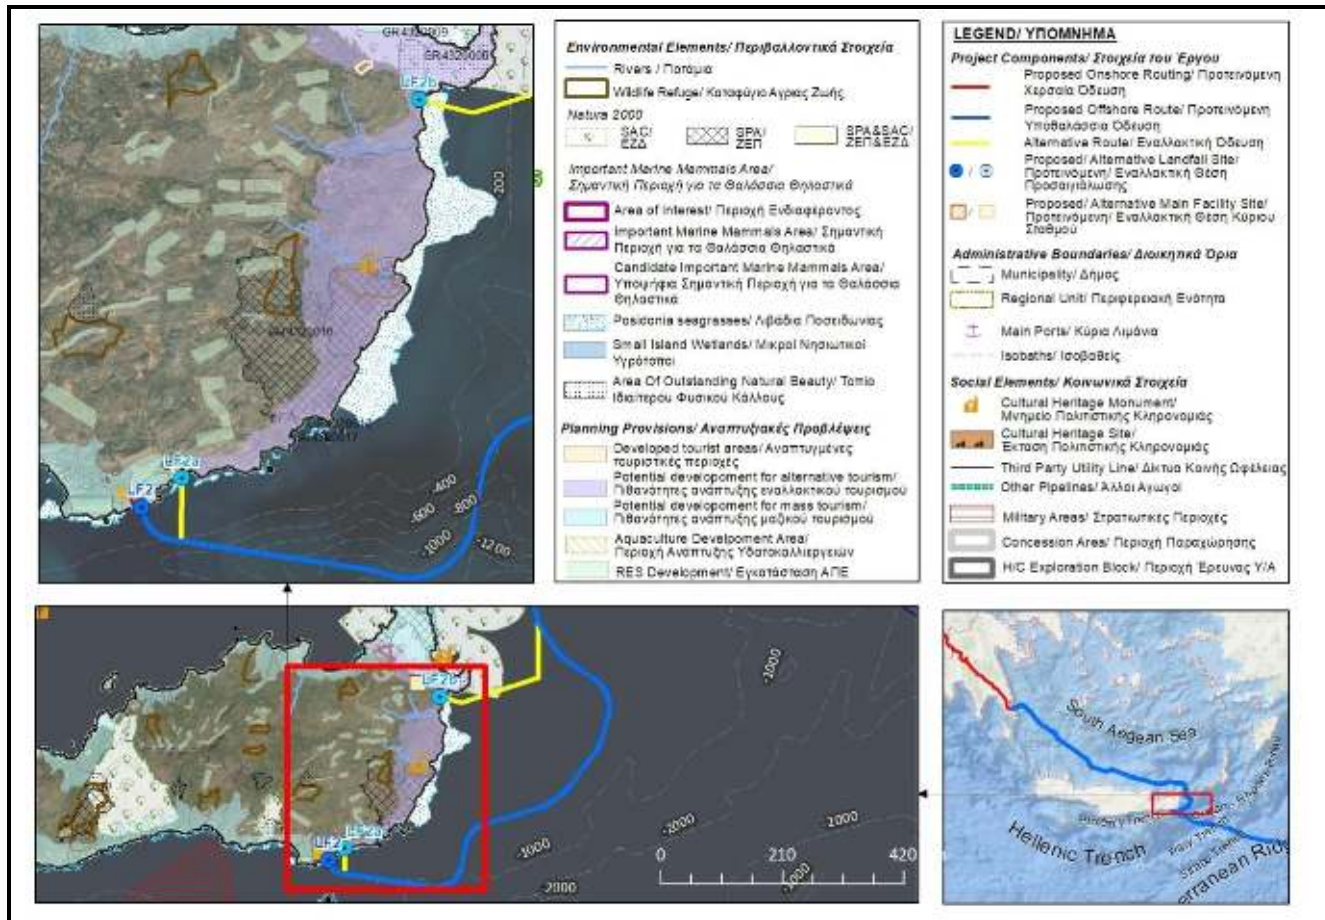 GR4320009
GR4320006
LF2b
200
LF2a
LF2
-400
-600
-800
-1000
-1200
Environmental Elements/ Περιβαλλοντικά Στοιχεία
Rivers / Ποτάμια
Wildlife Refuge/ Καταφύγιο Άγριας Ζωής
Natura 2000
SAC/
ΕΖΔ
SPA/
ΖΕΠ
SPA&SAC/
ΖΕΠ&ΕΖΔ
Important Marine Mammals Area/
Σημαντική Περιοχή για τα Θαλάσσια Θηλαστικά
Area of Interest/ Περιοχή Ενδιαφέροντος
Important Marine Mammals Area/ Σημαντική
Περιοχή για τα Θαλάσσια Θηλαστικά
Candidate Important Marine Mammals Area/
Υποψήφια Σημαντική Περιοχή για τα Θαλάσσια
Θηλαστικά
Posidonia seagrasses/ Λιβάδια Ποσειδωνίας
Small Island Wetlands/ Μικροί Νησιωτικοί
Υγρότοποι
Area Of Outstanding Natural Beauty/ Τοπίο
Ιδιαίτερου Φυσικού Κάλλους
Planning Provisions/ Αναπτυξιακές Προβλέψεις
Developed tourist areas/ Αναπτυγμένες
τουριστικές περιοχές
Potential development for alternative tourism/
Πιθανότητες ανάπτυξης εναλλακτικού τουρισμού
Potential development for mass tourism/
Πιθανότητες ανάπτυξης μαζικού τουρισμού
Aquaculture Develpoment Area/
Περιοχή Ανάπτυξης Υδατοκαλλιεργειών
RES Development/ Εγκατάσταση ΑΠΕ
LEGEND/ ΥΠΟΜΝΗΜΑ
Project Components/ Στοιχεία του Έργου
Proposed Onshore Routing/ Προτεινόμενη
Χερσαία Όδευση
Proposed Offshore Route/ Προτεινόμενη
Υποθαλάσσια Όδευση
Alternative Route/ Εναλλακτική Όδευση
Proposed/ Alternative Landfall Site/
Προτεινόμενη/ Εναλλακτική Θέση
Προσαιγιάλωσης
Proposed/ Alternative Main Facility Site/
Προτεινόμενη/ Εναλλακτική Θέση Κύριου
Σταθμού
Administrative Boundaries/ Διοικητικά Όρια
Municipality/ Δήμος
Regional Unit/ Περιφερειακή Ενότητα
Main Ports/ Κύρια Λιμάνια
Isobaths/ Ισοβαθείς
Social Elements/ Κοινωνικά Στοιχεία
Cultural Heritage Monument/
Μνημείο Πολιτιστικής Κληρονομιάς
Cultural Heritage Site/
Έκταση Πολιτιστικής Κληρονομιάς
Third Party Utility Line/ Δίκτυα Κοινής Ωφέλειας
Other Pipelines/ Άλλοι Αγωγοί
Military Areas/ Στρατιωτικές Περιοχές
Concession Area/ Περιοχή Παραχώρησης
H/C Exploration Block/ Περιοχή Έρευνας Υ/Α
LF2b
LF2a
LF2
-1000
-2000
-1000
-2000
0 210 420
South Aegean Sea
Hellenic Trench